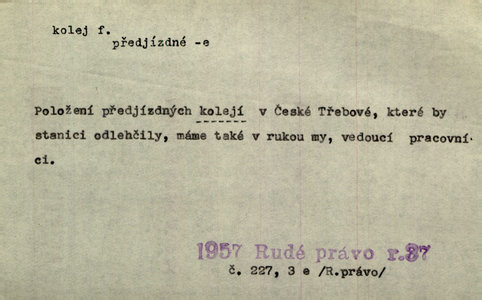 kolej f.
předjízdné -e
Položení předjízdných kolejí v České Třebové, které by
stanici odlehčily, máme také v rukou my, vedoucí pracovní-
ci.
1957 Rudé právo r.37
č. 227, 3 e /R.právo/